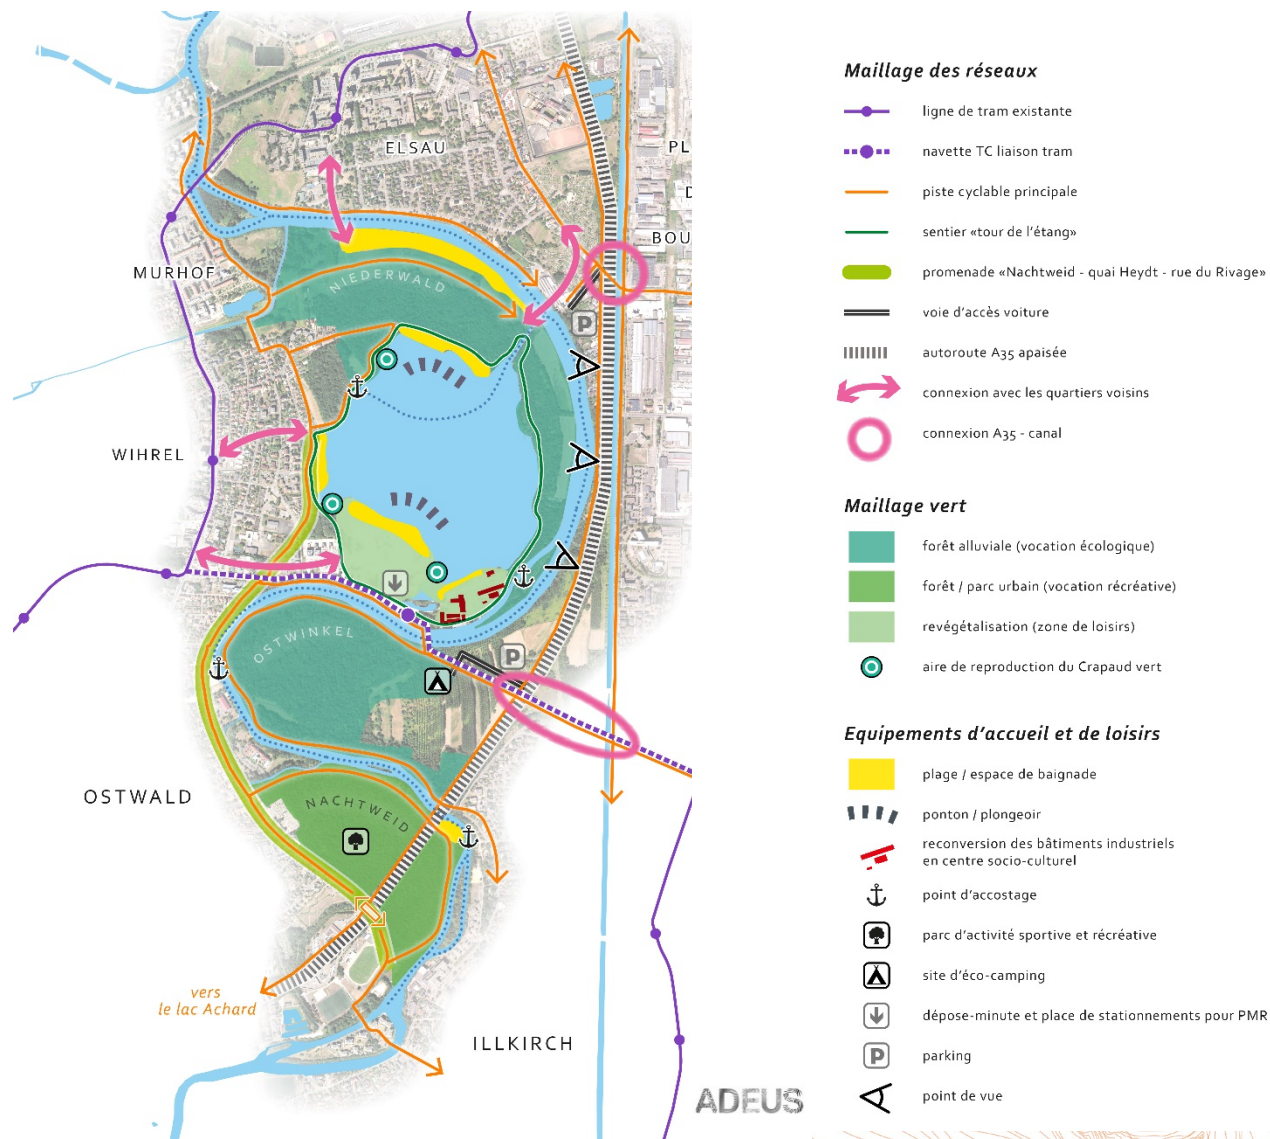 ELSAU
PL
D
BOU
MURHOF
NIEDERWALD
P
WIHREL
OSTWINKEL
P
OSTWALD
NACHTWEID
vers
le lac Achard
ILLKIRCH
ADEUS
Maillage des réseaux
ligne de tram existante
navette TC liaison tram
piste cyclable principale
sentier «tour de l'étang»
promenade «Nachtweid - quai Heydt - rue du Rivage»
voie d'accès voiture
autoroute A35 apaisée
connexion avec les quartiers voisins
connexion A35 - canal
Maillage vert
forêt alluviale (vocation écologique)
forêt / parc urbain (vocation récréative)
revégétalisation (zone de loisirs)
aire de reproduction du Crapaud vert
Equipements d'accueil et de loisirs
plage / espace de baignade
ponton / plongeoir
reconversion des bâtiments industriels
en centre socio-culturel
point d'accostage
parc d'activité sportive et récréative
site d'éco-camping
dépose-minute et place de stationnements pour PMR
P parking
point de vue